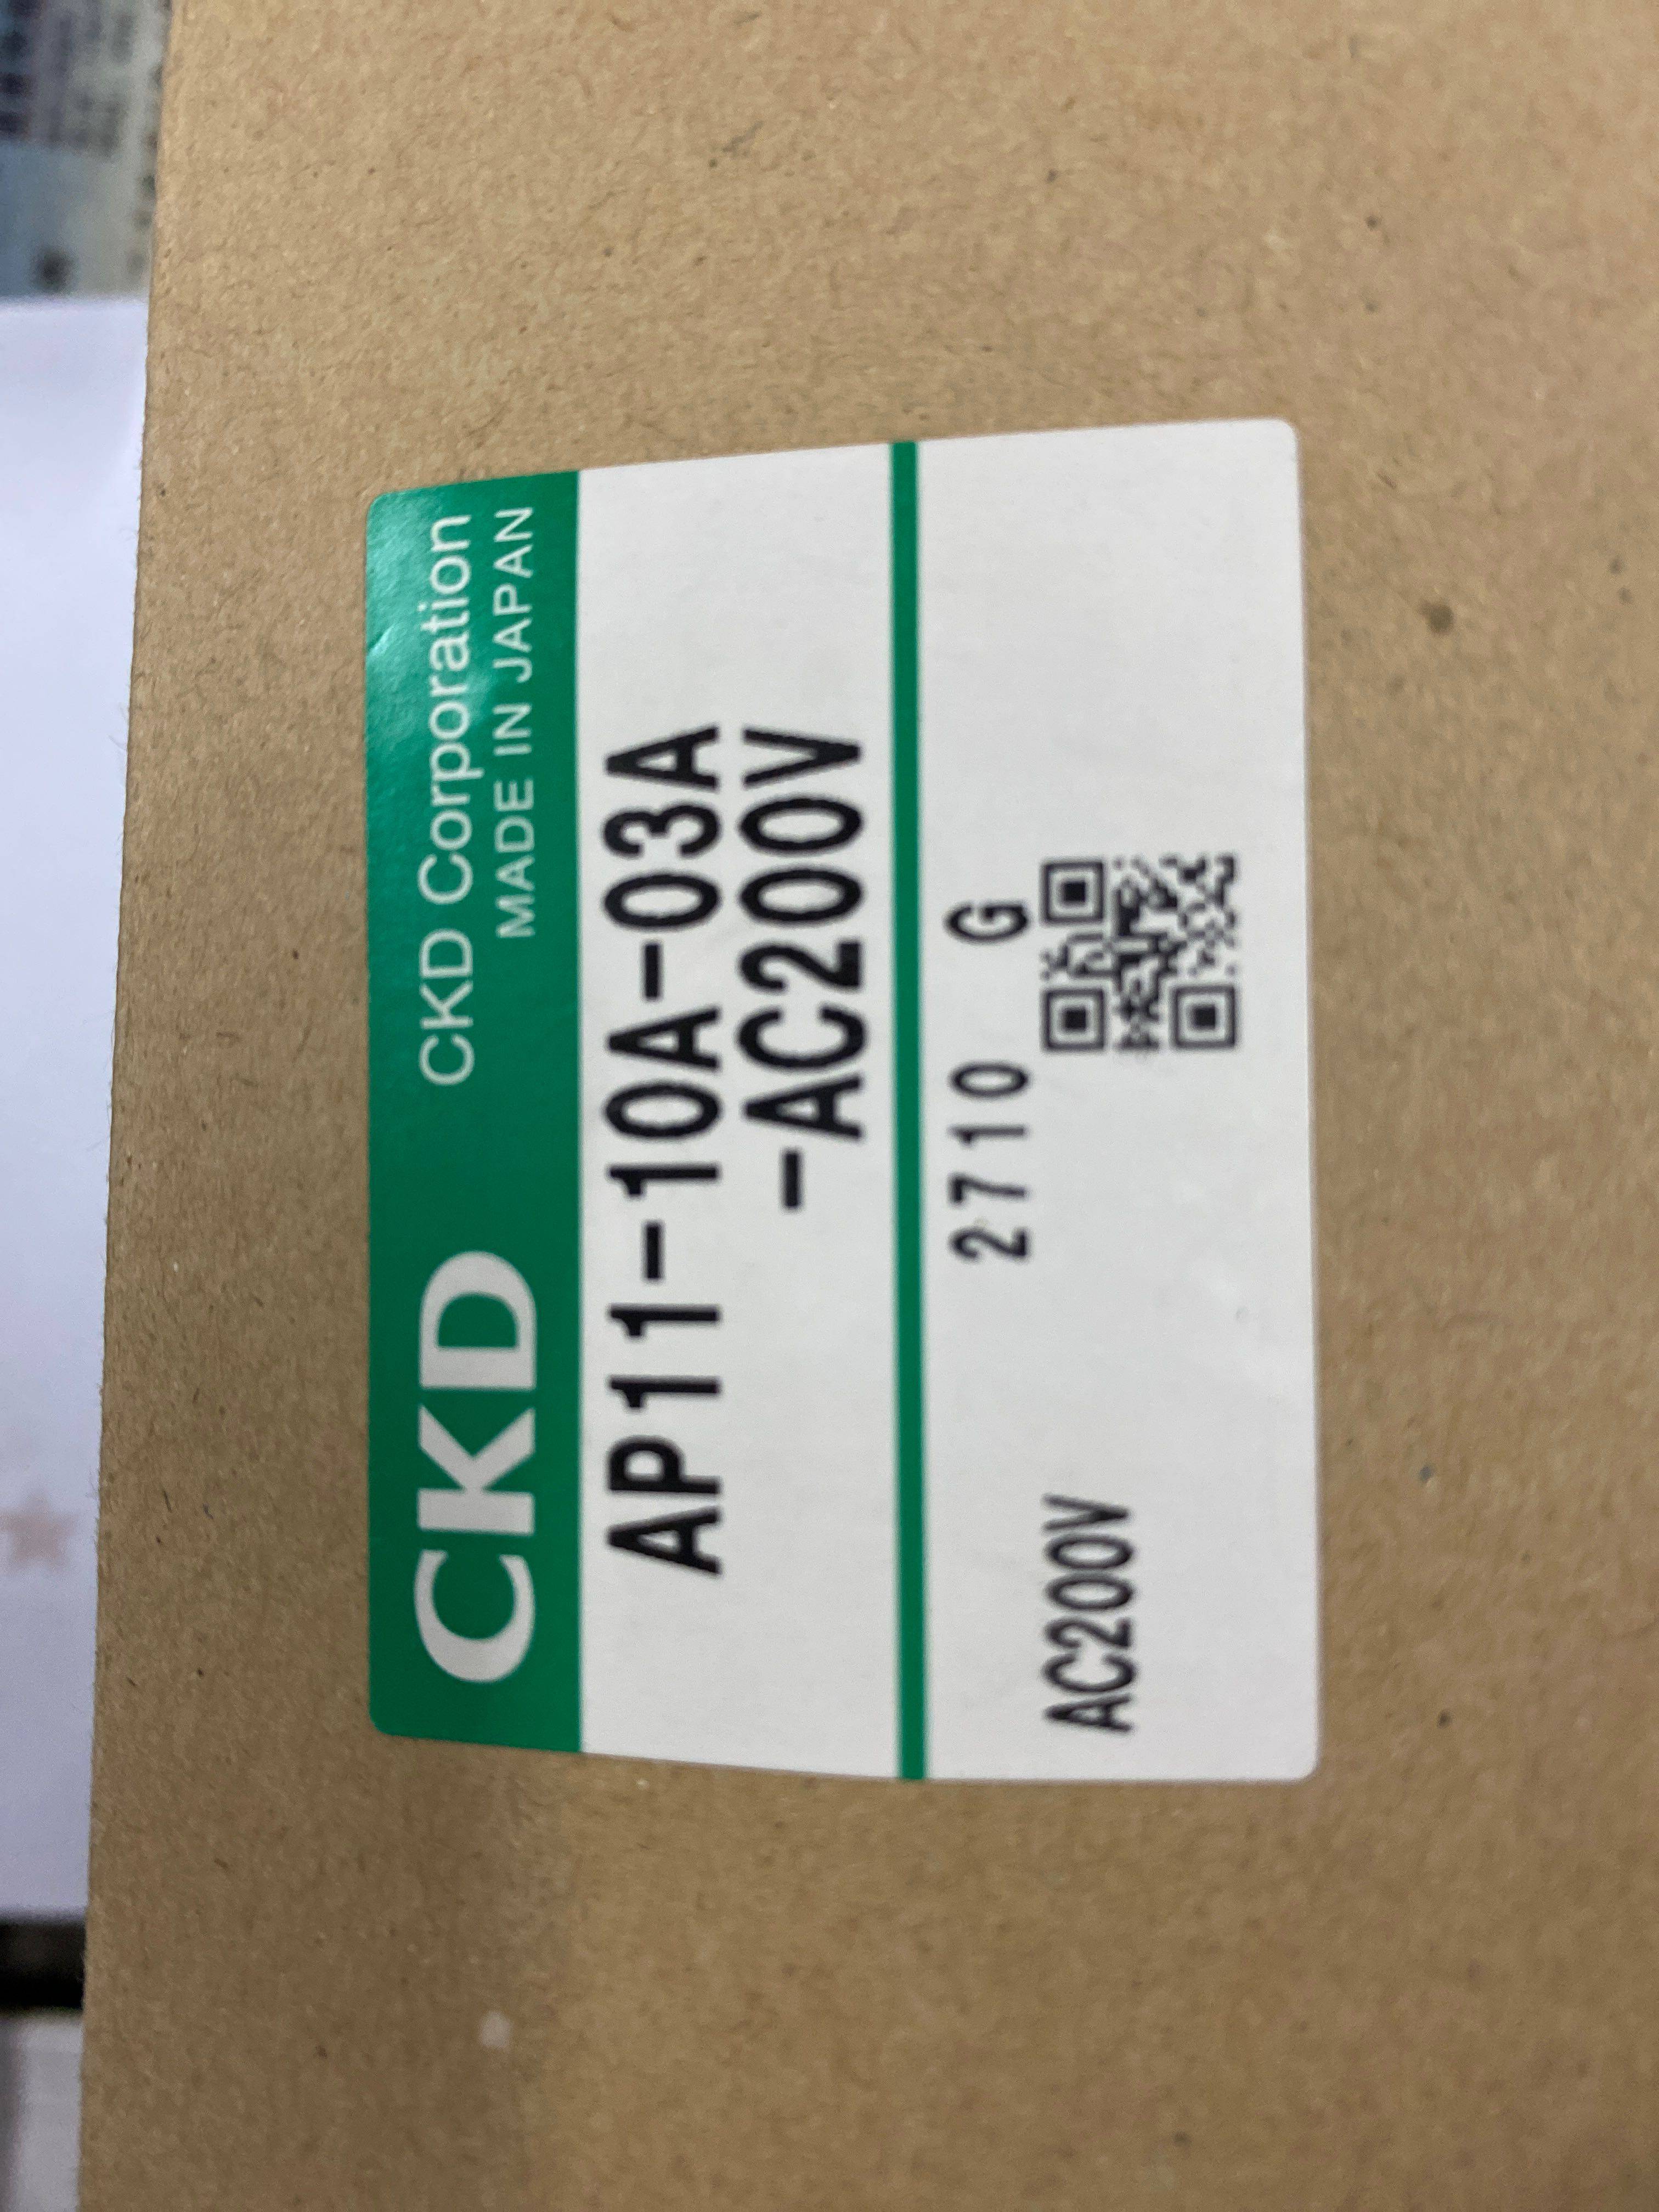 CKD
CKD Corporation
MADE IN JAPAN
AP11-10A-03A
-AC200V
2710 G
AC200V